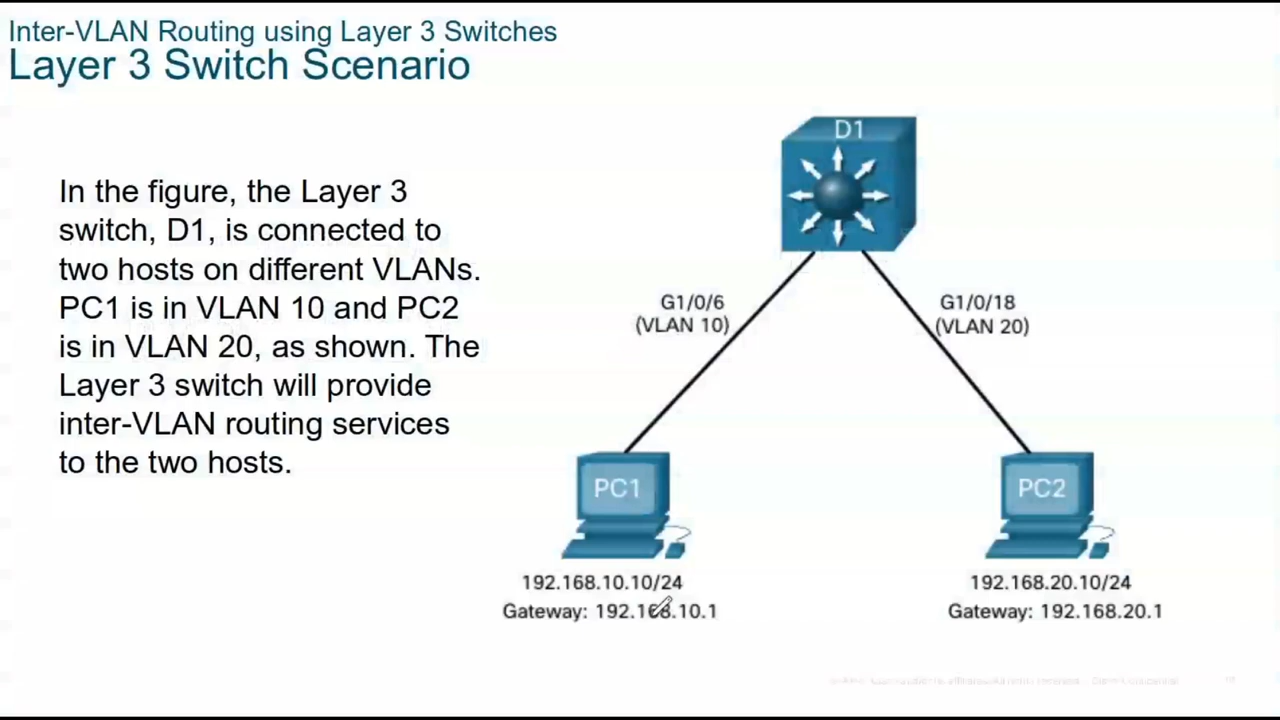 Inter-VLAN Routing using Layer 3 Switches
Layer 3 Switch Scenario
In the figure, the Layer 3
switch, D1, is connected to
two hosts on different VLANs.
PC1 is in VLAN 10 and PC2
is in VLAN 20, as shown. The
Layer 3 switch will provide
inter-VLAN routing services
to the two hosts.
D1
G1/0/6
(VLAN 10)
G1/0/18
(VLAN 20)
PC1
PC2
192.168.10.10/24
Gateway: 192.168.10.1
192.168.20.10/24
Gateway: 192.168.20.1